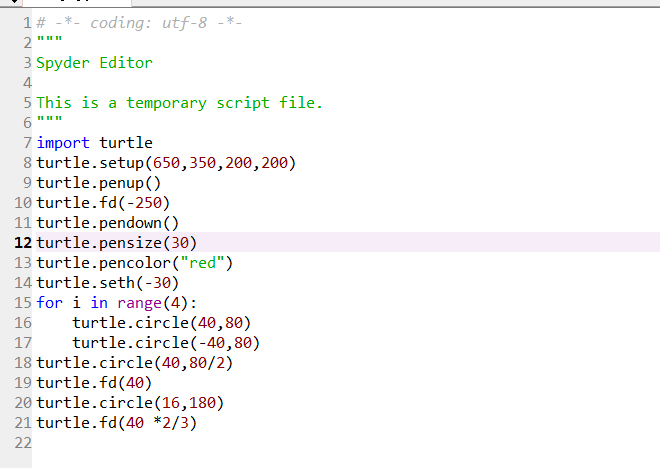 1 # -*- coding: utf-8 -*-
2 """
3 Spyder Editor
4
5 This is a temporary script file.
6 """
7 import turtle
8 turtle.setup(650,350,200,200)
9 turtle.penup()
10 turtle.fd(-250)
11 turtle.pendown()
12 turtle.pensize(30)
13 turtle.pencolor("red")
14 turtle.seth(-30)
15 for i in range(4):
16     turtle.circle(40,80)
17     turtle.circle(-40,80)
18 turtle.circle(40,80/2)
19 turtle.fd(40)
20 turtle.circle(16,180)
21 turtle.fd(40 *2/3)
22